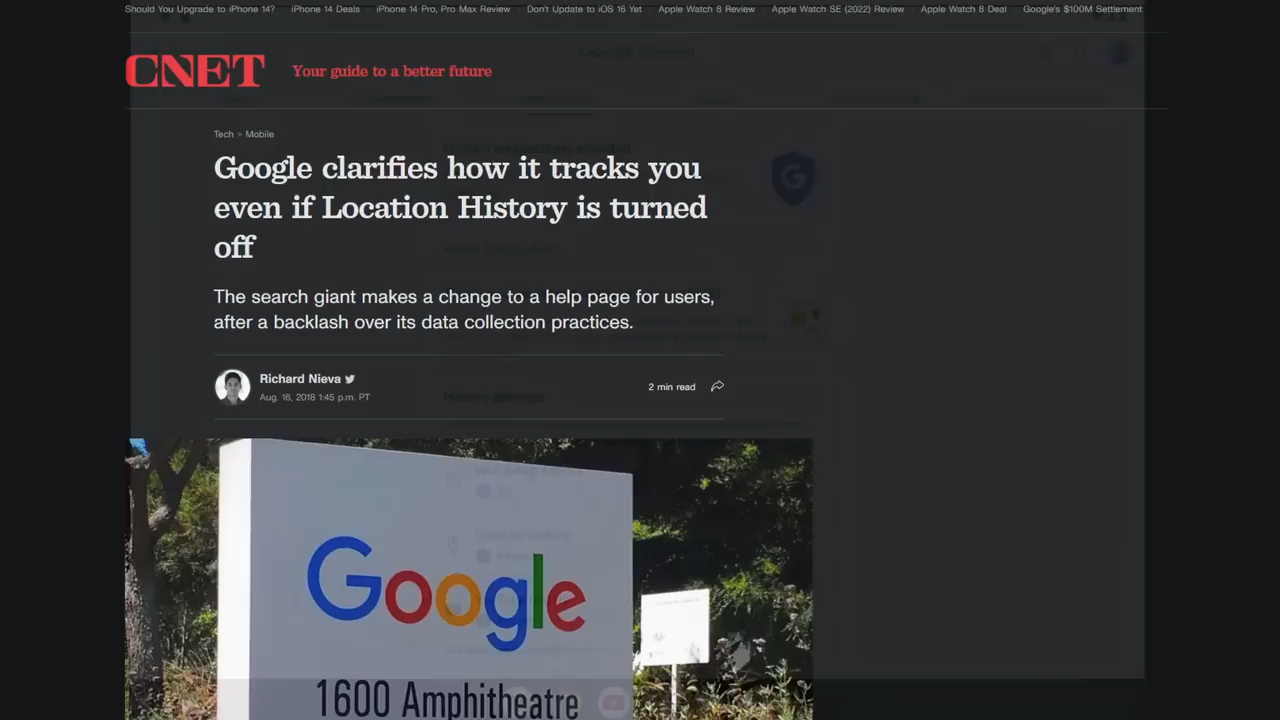 Should You Upgrade to iPhone 14? iPhone 14 Deals iPhone 14 Pro, Pro Max Review Don't Update to iOS 16 Yet Apple Watch 8 Review Apple Watch SE (2022) Review Apple Watch 8 Deal Google's $100M Settlement
CNET Your guide to a better future
Tech > Mobile
Google clarifies how it tracks you
even if Location History is turned
off
The search giant makes a change to a help page for users,
after a backlash over its data collection practices.
Richard Nieva
Aug. 16, 2018 1:45 p.m. PT
2 min read
Google
1600 Amphitheatre